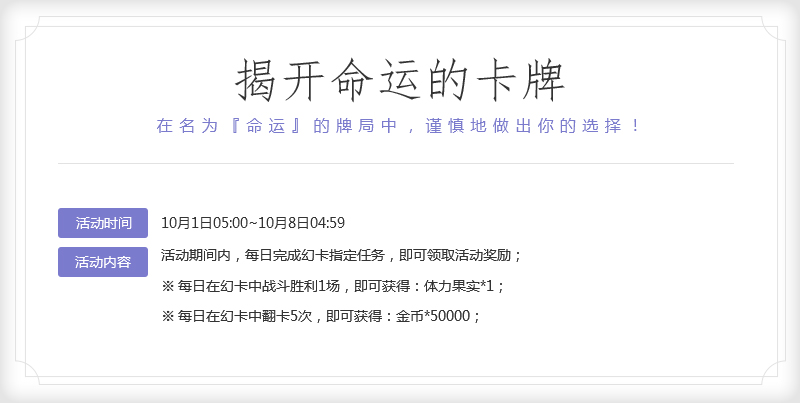 揭开命运的卡牌
在名为『命运』的牌局中，谨慎地做出你的选择！
活动时间 10月1日05:00~10月8日04:59
活动内容 活动期间内，每日完成幻卡指定任务，即可领取活动奖励；
※ 每日在幻卡中战斗胜利1场，即可获得：体力果实*1；
※ 每日在幻卡中翻卡5次，即可获得：金币*50000；